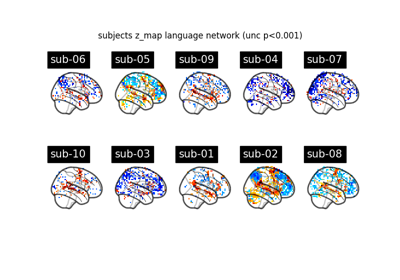 subjects z_map language network (unc p<0.001)
sub-06 sub-05 sub-09 sub-04 sub-07
sub-10 sub-03 sub-01 sub-02 sub-08